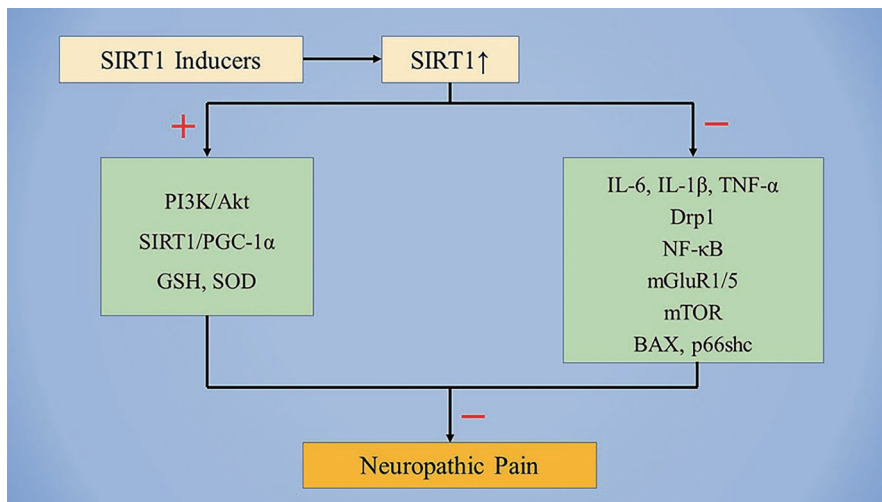 SIRT1 Inducers
SIRT1↑
+
−
PI3K/Akt
SIRT1/PGC-1α
GSH, SOD
IL-6, IL-1β, TNF-α
Drp1
NF-κB
mGluR1/5
mTOR
BAX, p66shc
−
Neuropathic Pain